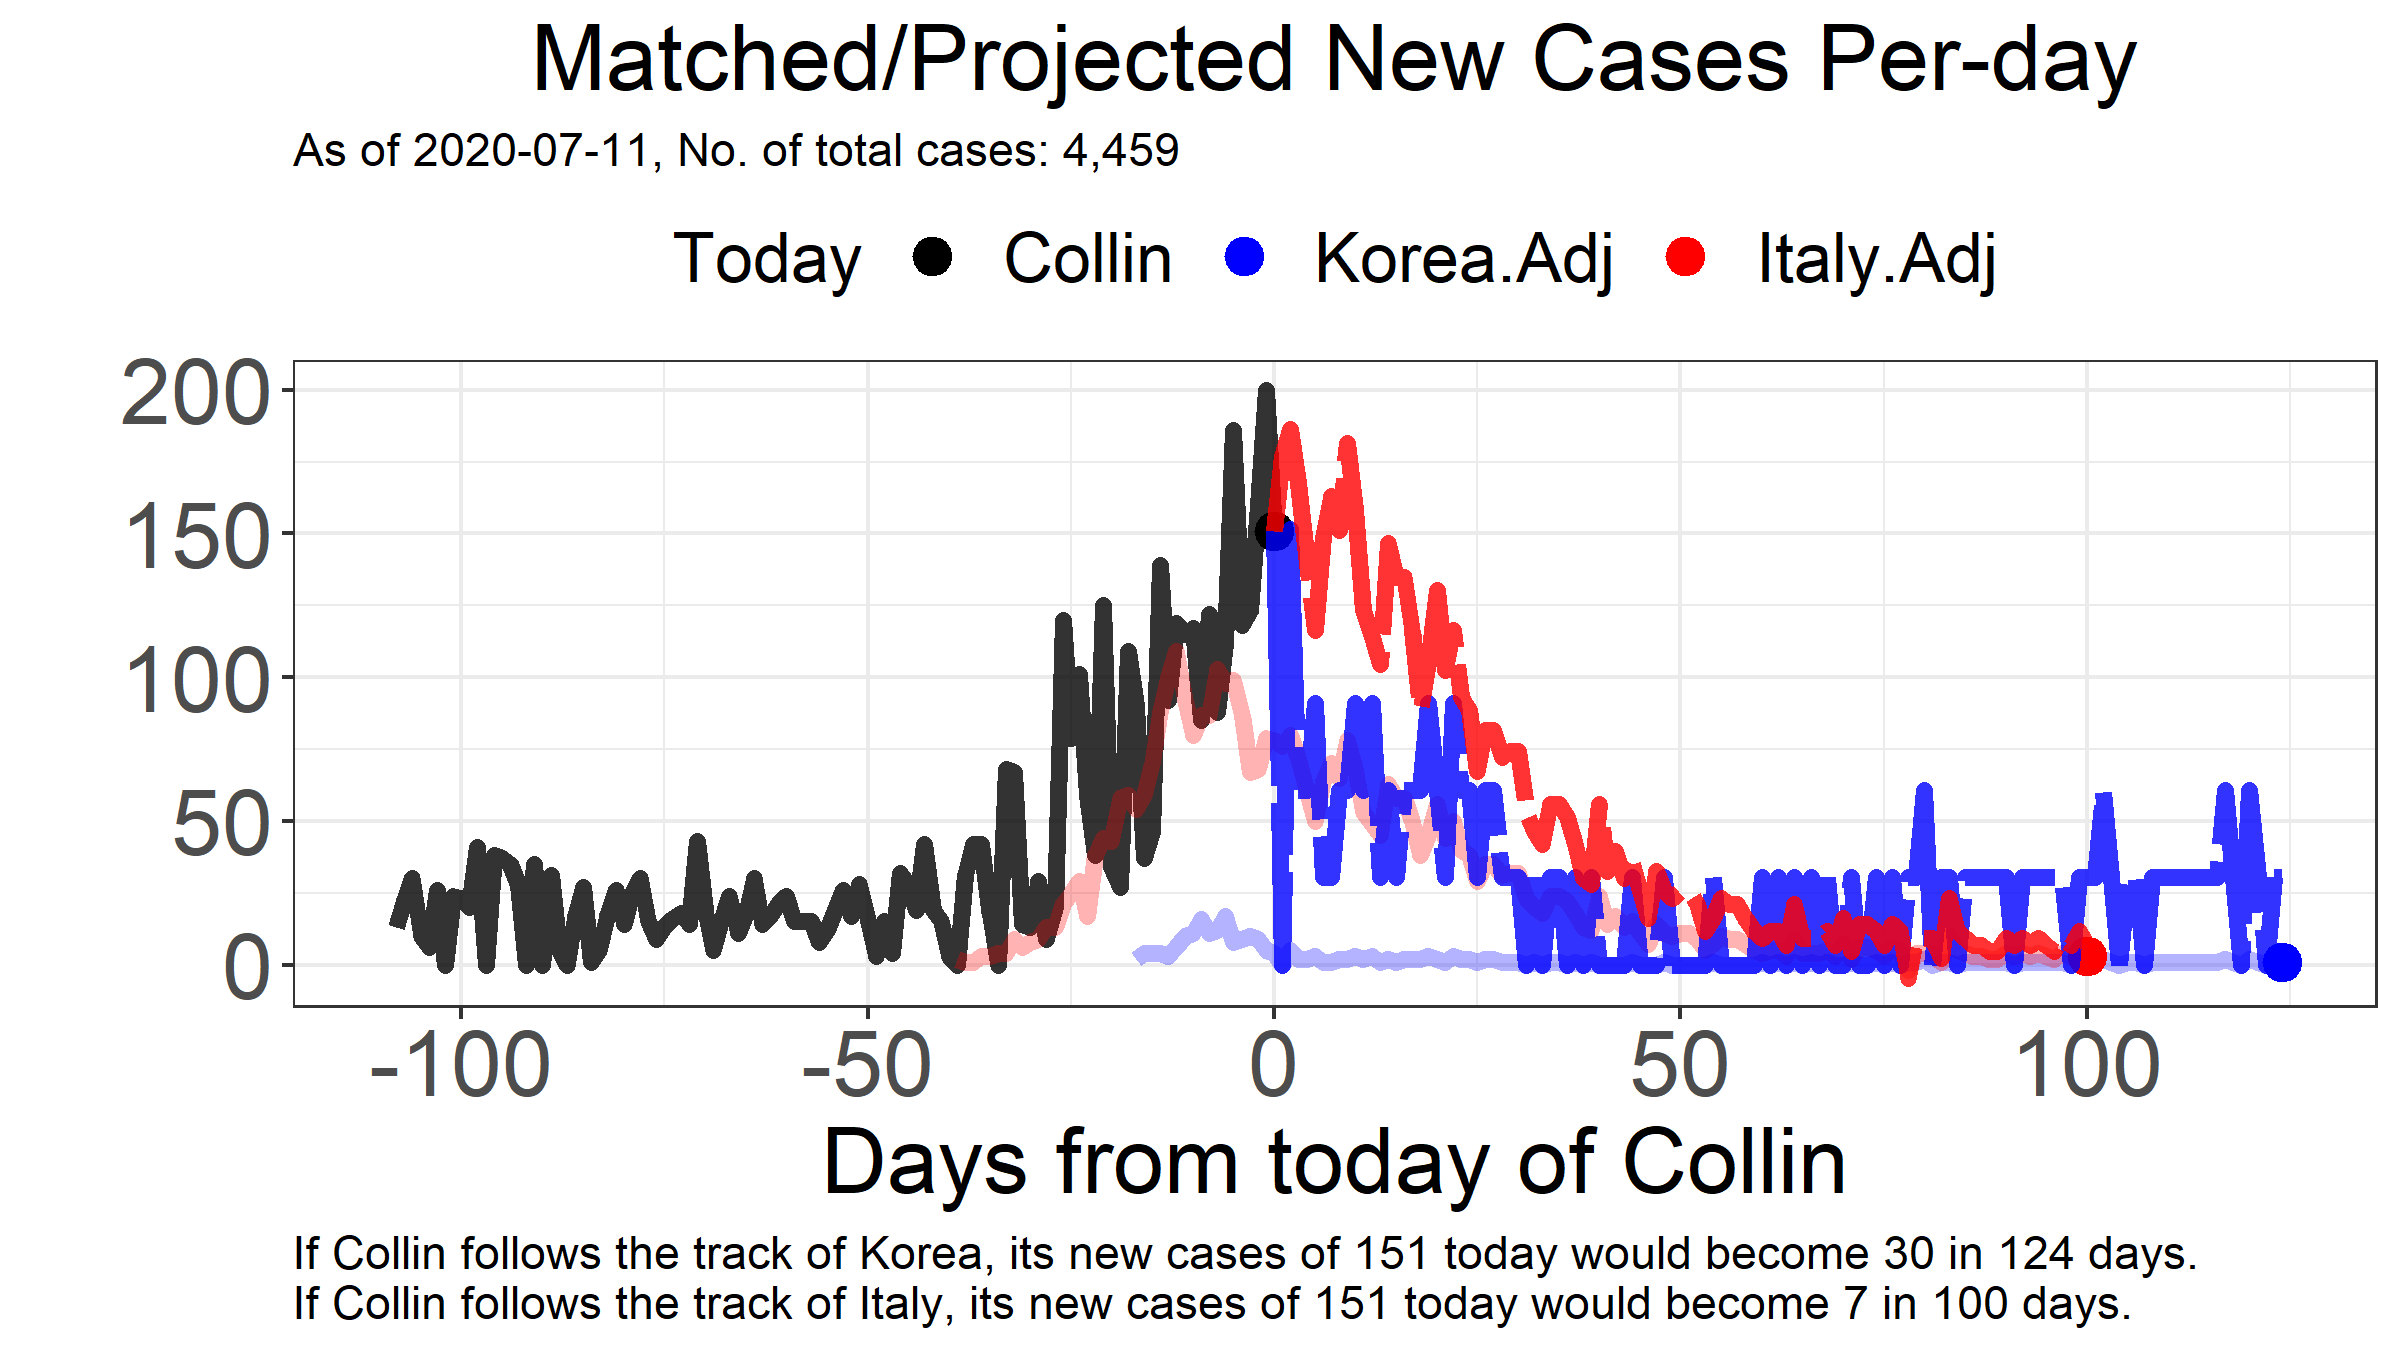 Matched/Projected New Cases Per-day
As of 2020-07-11, No. of total cases: 4,459
Today Collin Korea.Adj Italy.Adj
200
150
100
50
0
-100 -50 0 50 100
Days from today of Collin
If Collin follows the track of Korea, its new cases of 151 today would become 30 in 124 days.
If Collin follows the track of Italy, its new cases of 151 today would become 7 in 100 days.